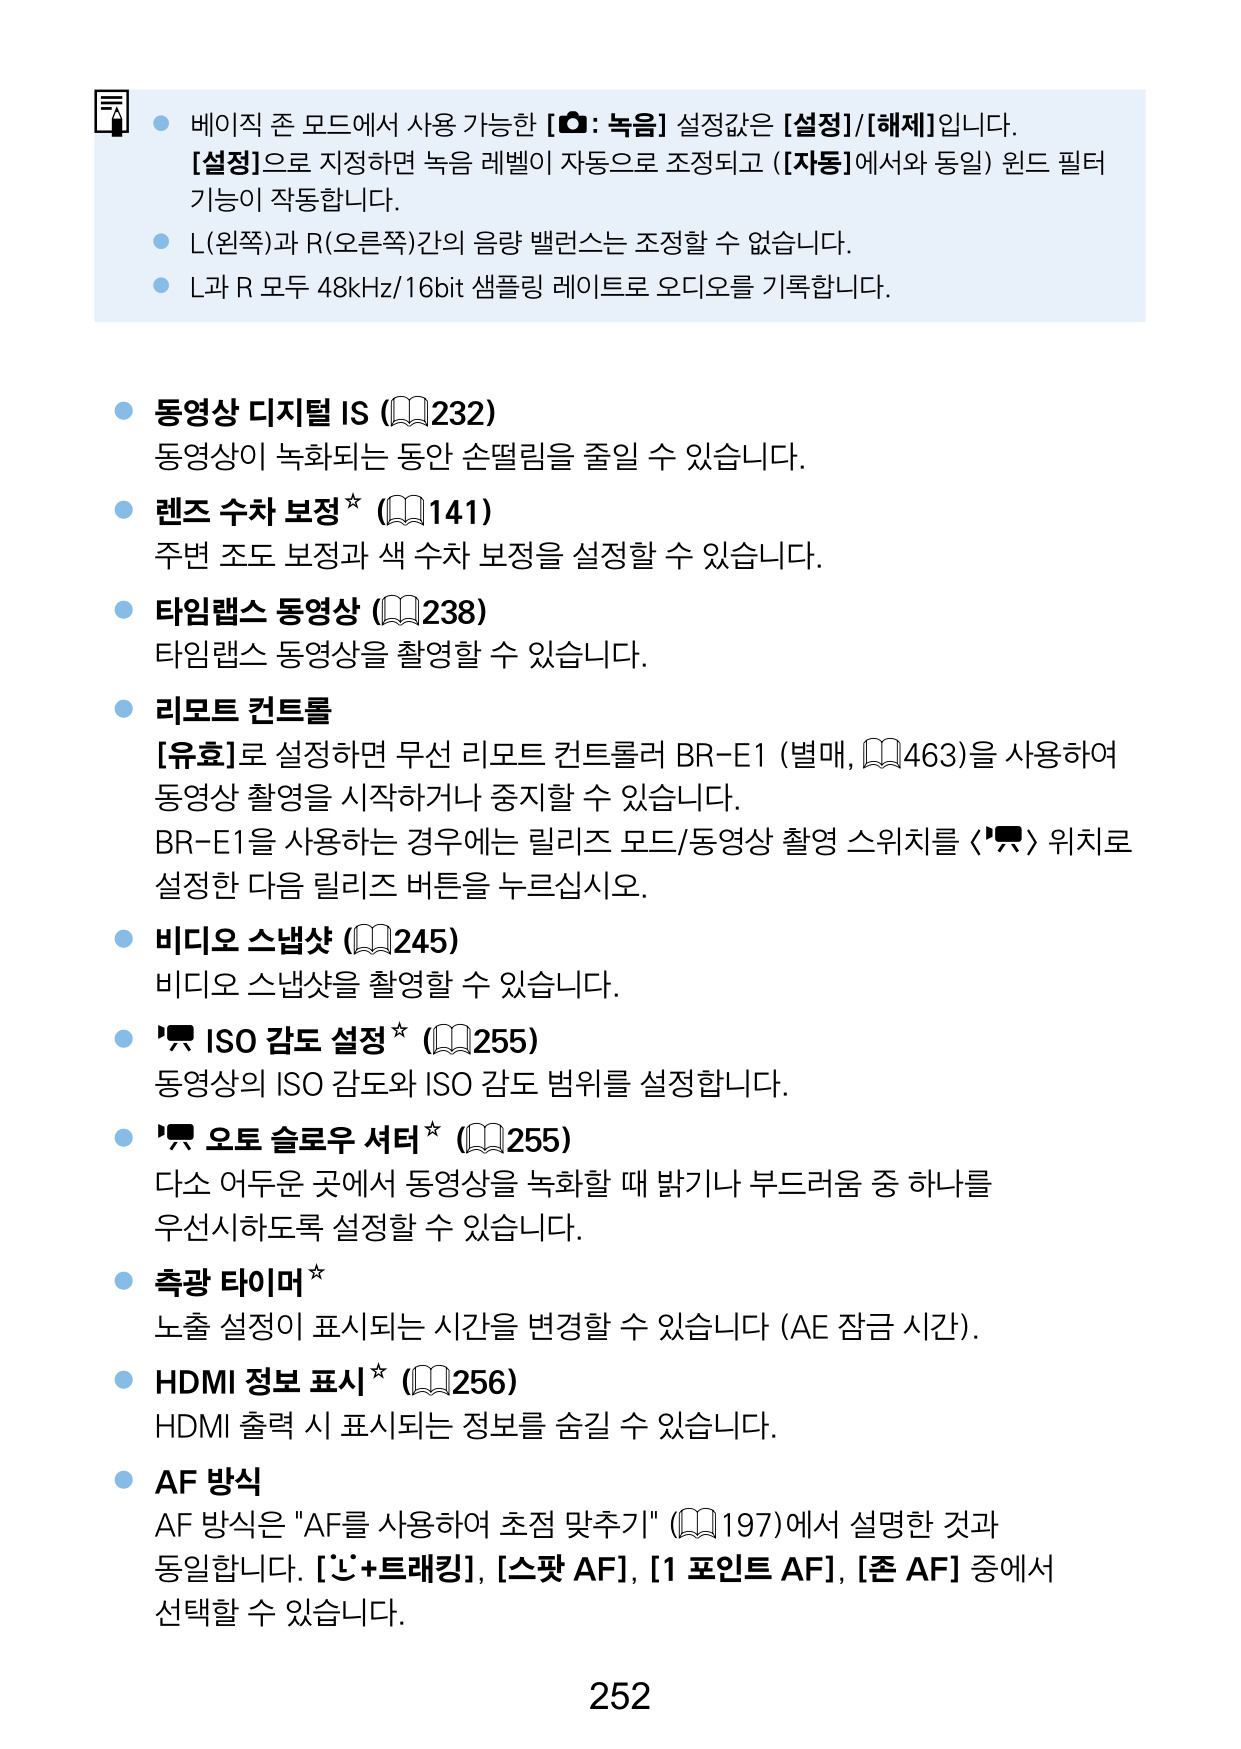 베이직 존 모드에서 사용 가능한 [: 녹음] 설정값은 [설정]/[해제]입니다.
[설정]으로 지정하면 녹음 레벨이 자동으로 조정되고 ([자동]에서와 동일) 윈드 필터
기능이 작동합니다.
L(왼쪽)과 R(오른쪽)간의 음량 밸런스는 조정할 수 없습니다.
L과 R 모두 48kHz/16bit 샘플링 레이트로 오디오를 기록합니다.
동영상 디지털 IS (232)
동영상이 녹화되는 동안 손떨림을 줄일 수 있습니다.
렌즈 수차 보정☆ (141)
주변 조도 보정과 색 수차 보정을 설정할 수 있습니다.
타임랩스 동영상 (238)
타임랩스 동영상을 촬영할 수 있습니다.
리모트 컨트롤
[유효]로 설정하면 무선 리모트 컨트롤러 BR-E1 (별매, 463)을 사용하여
동영상 촬영을 시작하거나 중지할 수 있습니다.
BR-E1을 사용하는 경우에는 릴리즈 모드/동영상 촬영 스위치를 〈〉 위치로
설정한 다음 릴리즈 버튼을 누르십시오.
비디오 스냅샷 (245)
비디오 스냅샷을 촬영할 수 있습니다.
ISO 감도 설정☆ (255)
동영상의 ISO 감도와 ISO 감도 범위를 설정합니다.
오토 슬로우 셔터☆ (255)
다소 어두운 곳에서 동영상을 녹화할 때 밝기나 부드러움 중 하나를
우선시하도록 설정할 수 있습니다.
측광 타이머☆
노출 설정이 표시되는 시간을 변경할 수 있습니다 (AE 잠금 시간).
HDMI 정보 표시☆ (256)
HDMI 출력 시 표시되는 정보를 숨길 수 있습니다.
AF 방식
AF 방식은 "AF를 사용하여 초점 맞추기" (197)에서 설명한 것과
동일합니다. [+트래킹], [스팟 AF], [1 포인트 AF], [존 AF] 중에서
선택할 수 있습니다.
252